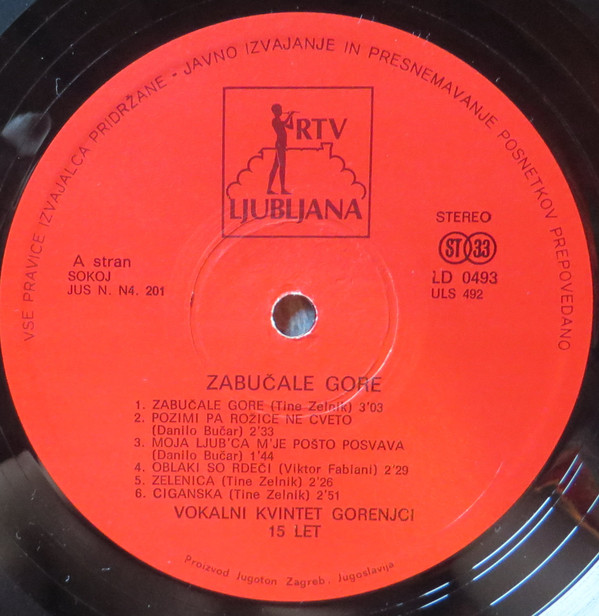 VSE PRAVICE IZVAJALCA PRIDRŽANE - JAVNO IZVAJANJE IN PRESNEMAVANJE POSNETKOV PREPOVEDANO
RTV
LJUBLJANA
A stran
SOKOJ
JUS N. N4. 201
STEREO
ST 33
LD 0493
ULS 492
ZABUČALE GORE
1. ZABUČALE GORE (Tine Zelnik) 3'03
2. POZIMI PA ROŽICE NE CVETO
(Danilo Bučar) 2'33
3. MOJA LJUB'CA M'JE POŠTO POSVAVA
(Danilo Bučar) 1'44
4. OBLAKI SO RDEČI (Viktor Fabiani) 2'29
5. ZELENICA (Tine Zelnik) 2'26
6. CIGANSKA (Tine Zelnik) 2'51
VOKALNI KVINTET GORENJCI
15 LET
Proizvod Jugoton Zagreb. Jugoslavija